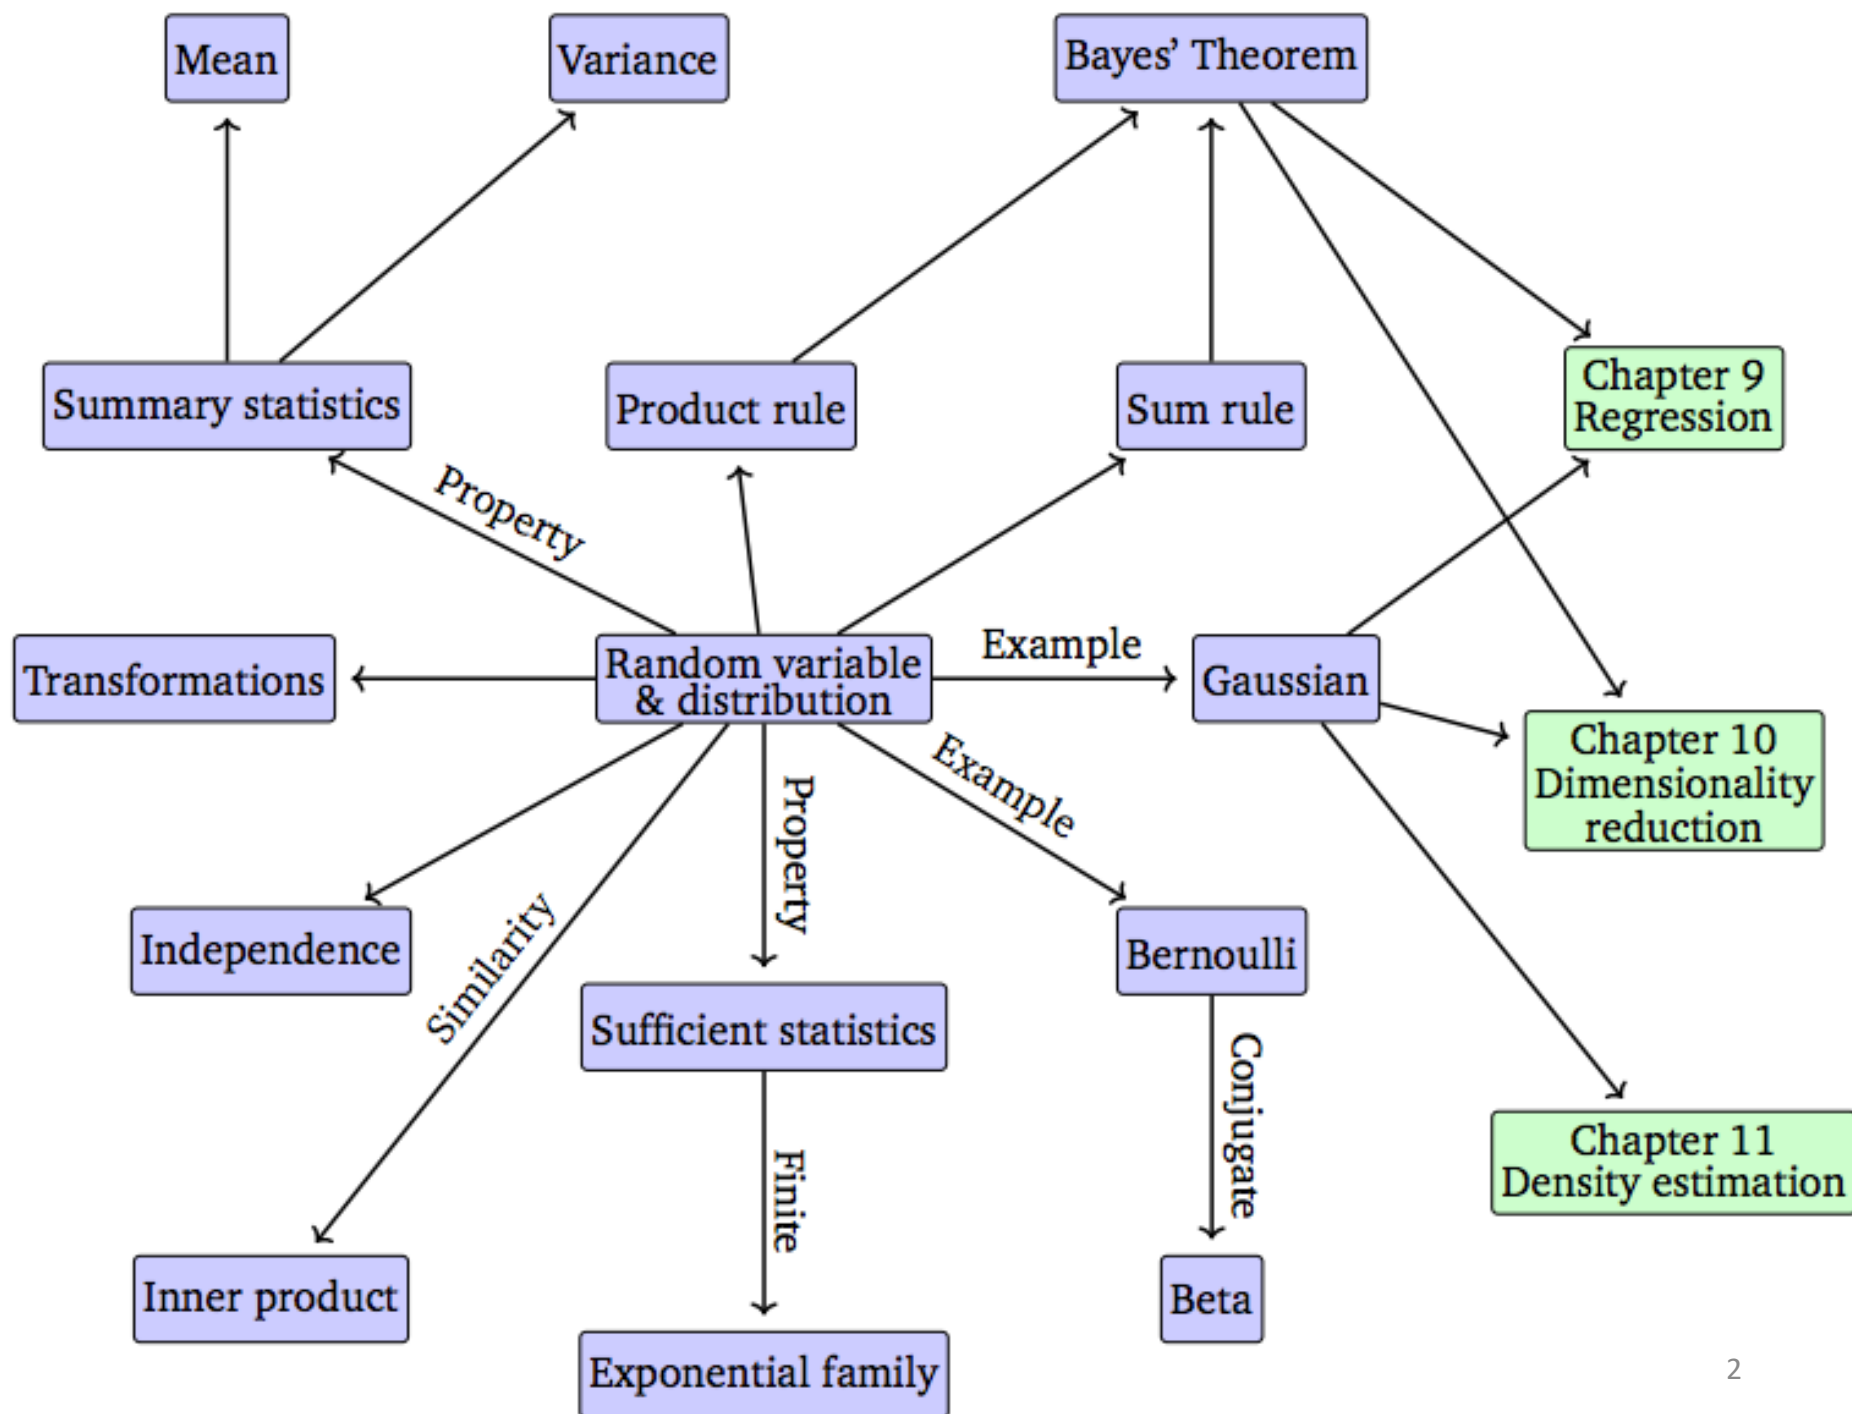 Mean
Variance
Bayes’ Theorem
Summary statistics
Product rule
Sum rule
Chapter 9
Regression
Property
Transformations
Random variable
& distribution
Example
Gaussian
Chapter 10
Dimensionality
reduction
Property
Example
Independence
Similarity
Sufficient statistics
Bernoulli
Conjugate
Chapter 11
Density estimation
Finite
Inner product
Beta
Exponential family
2